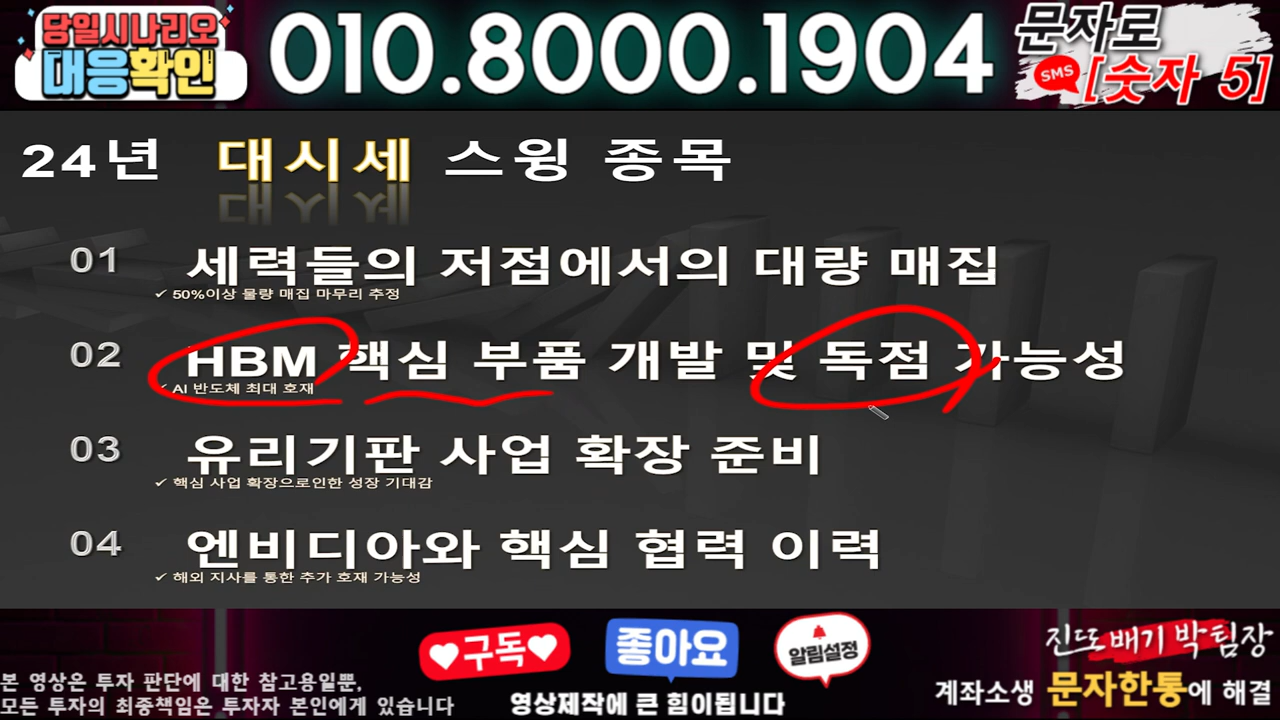 당일시나리오
대응확인
010.8000.1904
문자로
SMS
[숫자 5]
24년 대시세 스윙 종목
01 세력들의 저점에서의 대량 매집
✓ 50%이상 물량 매집 마무리 추정
02 HBM 핵심 부품 개발 및 독점 가능성
✓ AI 반도체 최대 호재
03 유리기판 사업 확장 준비
✓ 핵심 사업 확장으로인한 성장 기대감
04 엔비디아와 핵심 협력 이력
✓ 해외 지사를 통한 추가 호재 가능성
구독
좋아요
알림설정
영상제작에 큰 힘이됩니다
본 영상은 투자 판단에 대한 참고용일뿐,
모든 투자의 최종책임은 투자자 본인에게 있습니다
진또배기 박팀장
계좌소생 문자한통에 해결